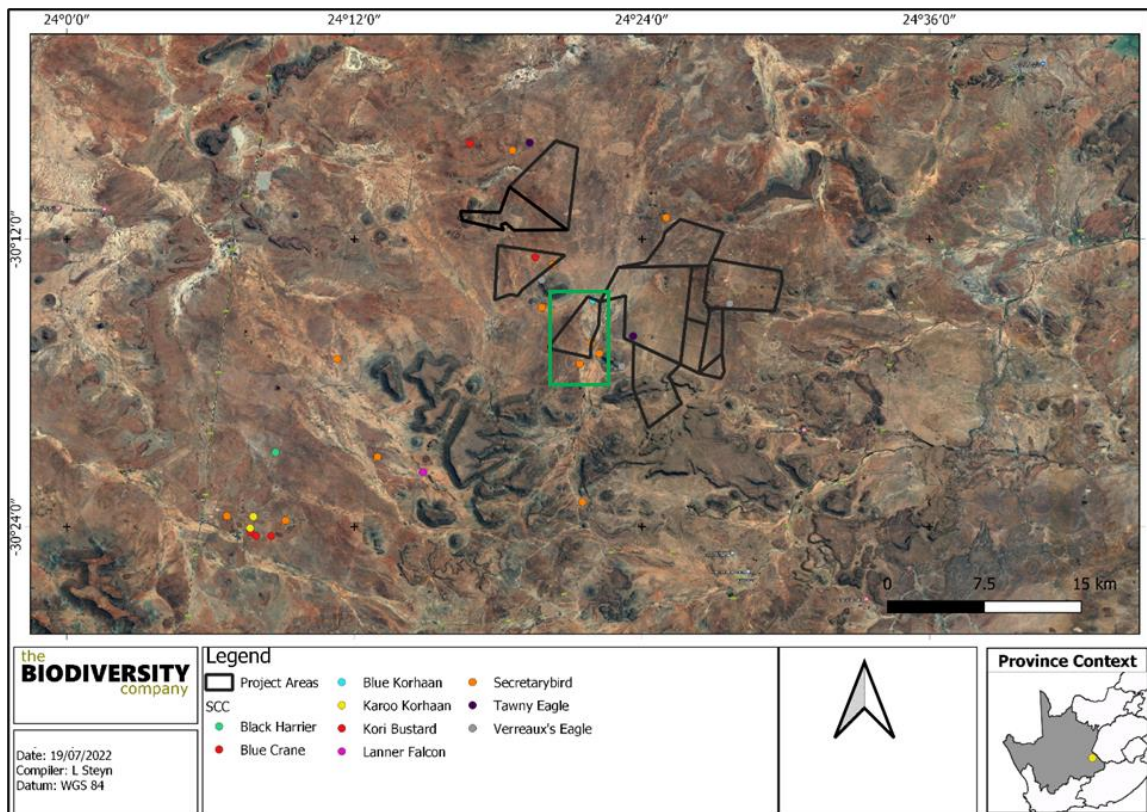 24°0'0" 24°12'0" 24°24'0" 24°36'0"
-30°12'0"
-30°24'0"
0 7.5 15 km
the
BIODIVERSITY
company
Date: 19/07/2022
Compiler: L Steyn
Datum: WGS 84
Legend
Project Areas
SCC
Black Harrier
Blue Crane
Blue Korhaan
Karoo Korhaan
Kori Bustard
Lanner Falcon
Secretarybird
Tawny Eagle
Verreaux's Eagle
Province Context